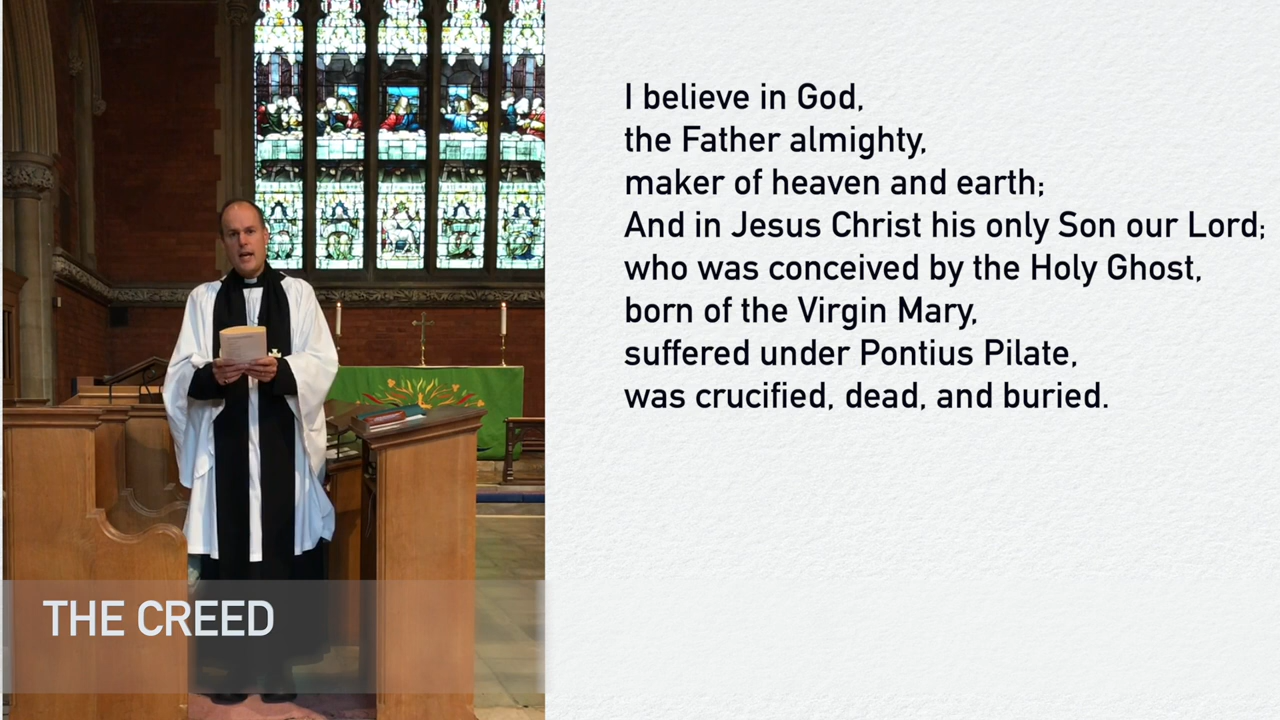 I believe in God,
the Father almighty,
maker of heaven and earth;
And in Jesus Christ his only Son our Lord;
who was conceived by the Holy Ghost,
born of the Virgin Mary,
suffered under Pontius Pilate,
was crucified, dead, and buried.
THE CREED